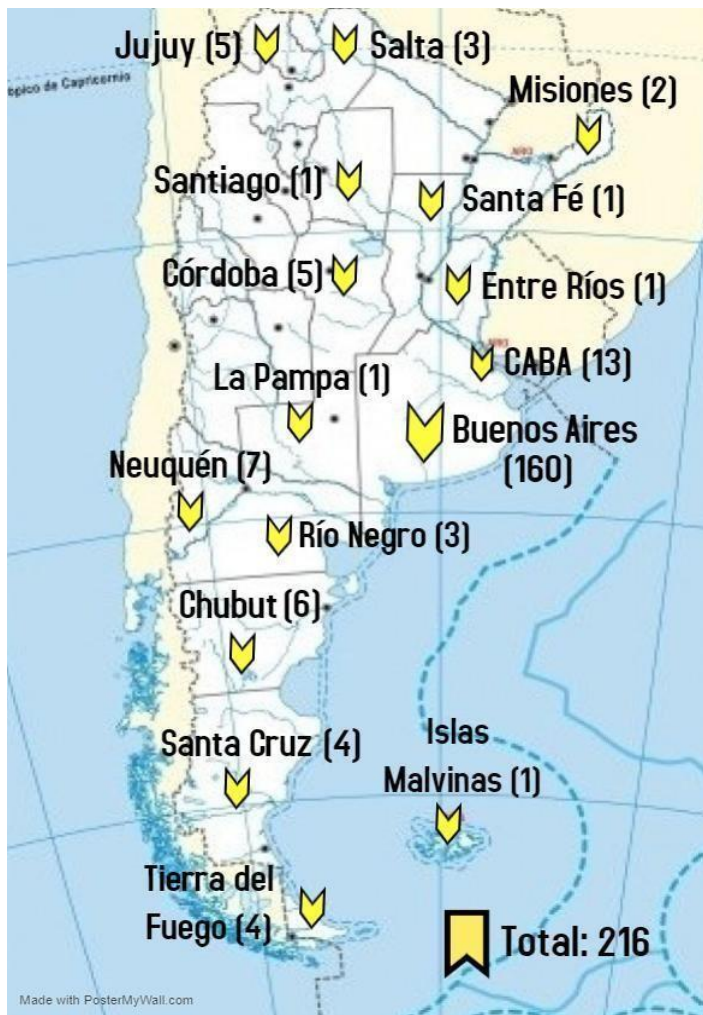 Jujuy (5)
Salta (3)
ópico de Capricornio
Misiones (2)
ARG
Santiago (1)
Santa Fé (1)
Córdoba (5)
Entre Ríos (1)
La Pampa (1)
CABA (13)
Buenos Aires
(160)
Neuquén (7)
Río Negro (3)
Chubut (6)
Santa Cruz (4)
Islas
Malvinas (1)
Tierra del
Fuego (4)
Total: 216
Made with PosterMyWall.com